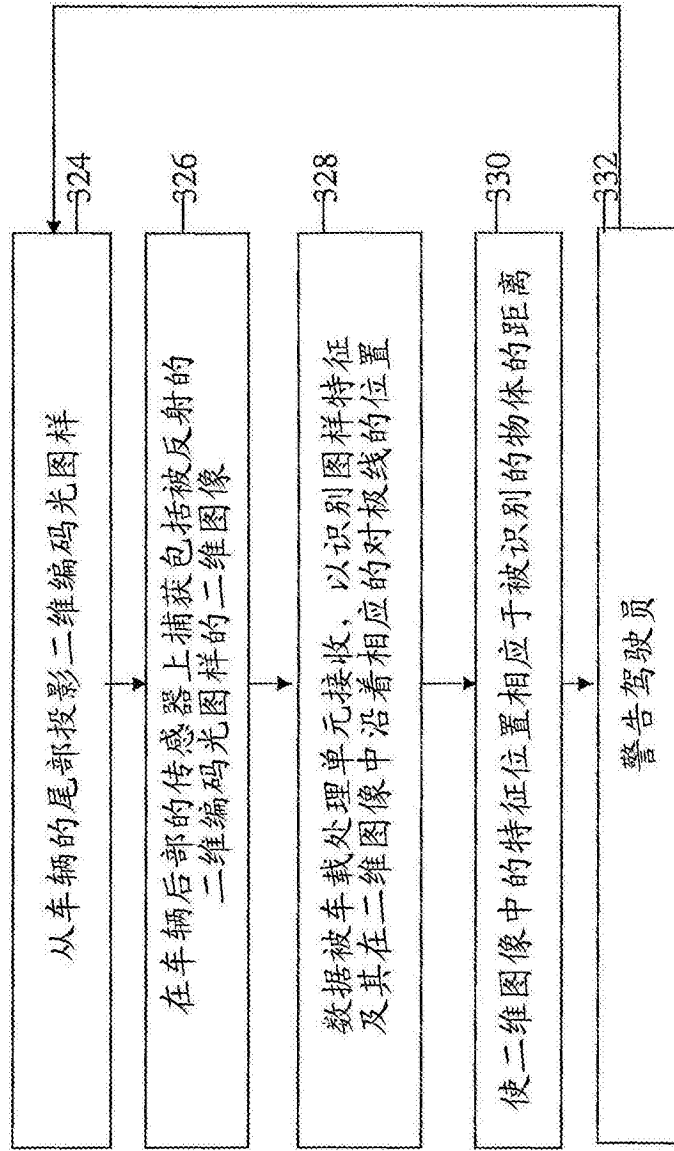 从车辆的尾部投影二维编码光图样
324
在车辆后部的传感器上捕获包括被反射的
二维编码光图样的二维图像
326
数据被车载处理单元接收，以识别图样特征
及其在二维图像中沿着相应的对极线的位置
328
使二维图像中的特征位置相应于被识别的物体的距离
330
警告驾驶员
332